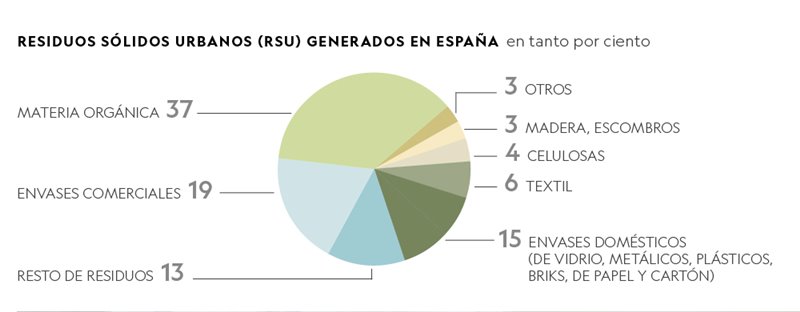 RESIDUOS SÓLIDOS URBANOS (RSU) GENERADOS EN ESPAÑA en tanto por ciento
MATERIA ORGÁNICA 37
ENVASES COMERCIALES 19
RESTO DE RESIDUOS 13
3 OTROS
3 MADERA, ESCOMBROS
4 CELULOSAS
6 TEXTIL
15 ENVASES DOMÉSTICOS
(DE VIDRIO, METÁLICOS, PLÁSTICOS,
BRIKS, DE PAPEL Y CARTÓN)